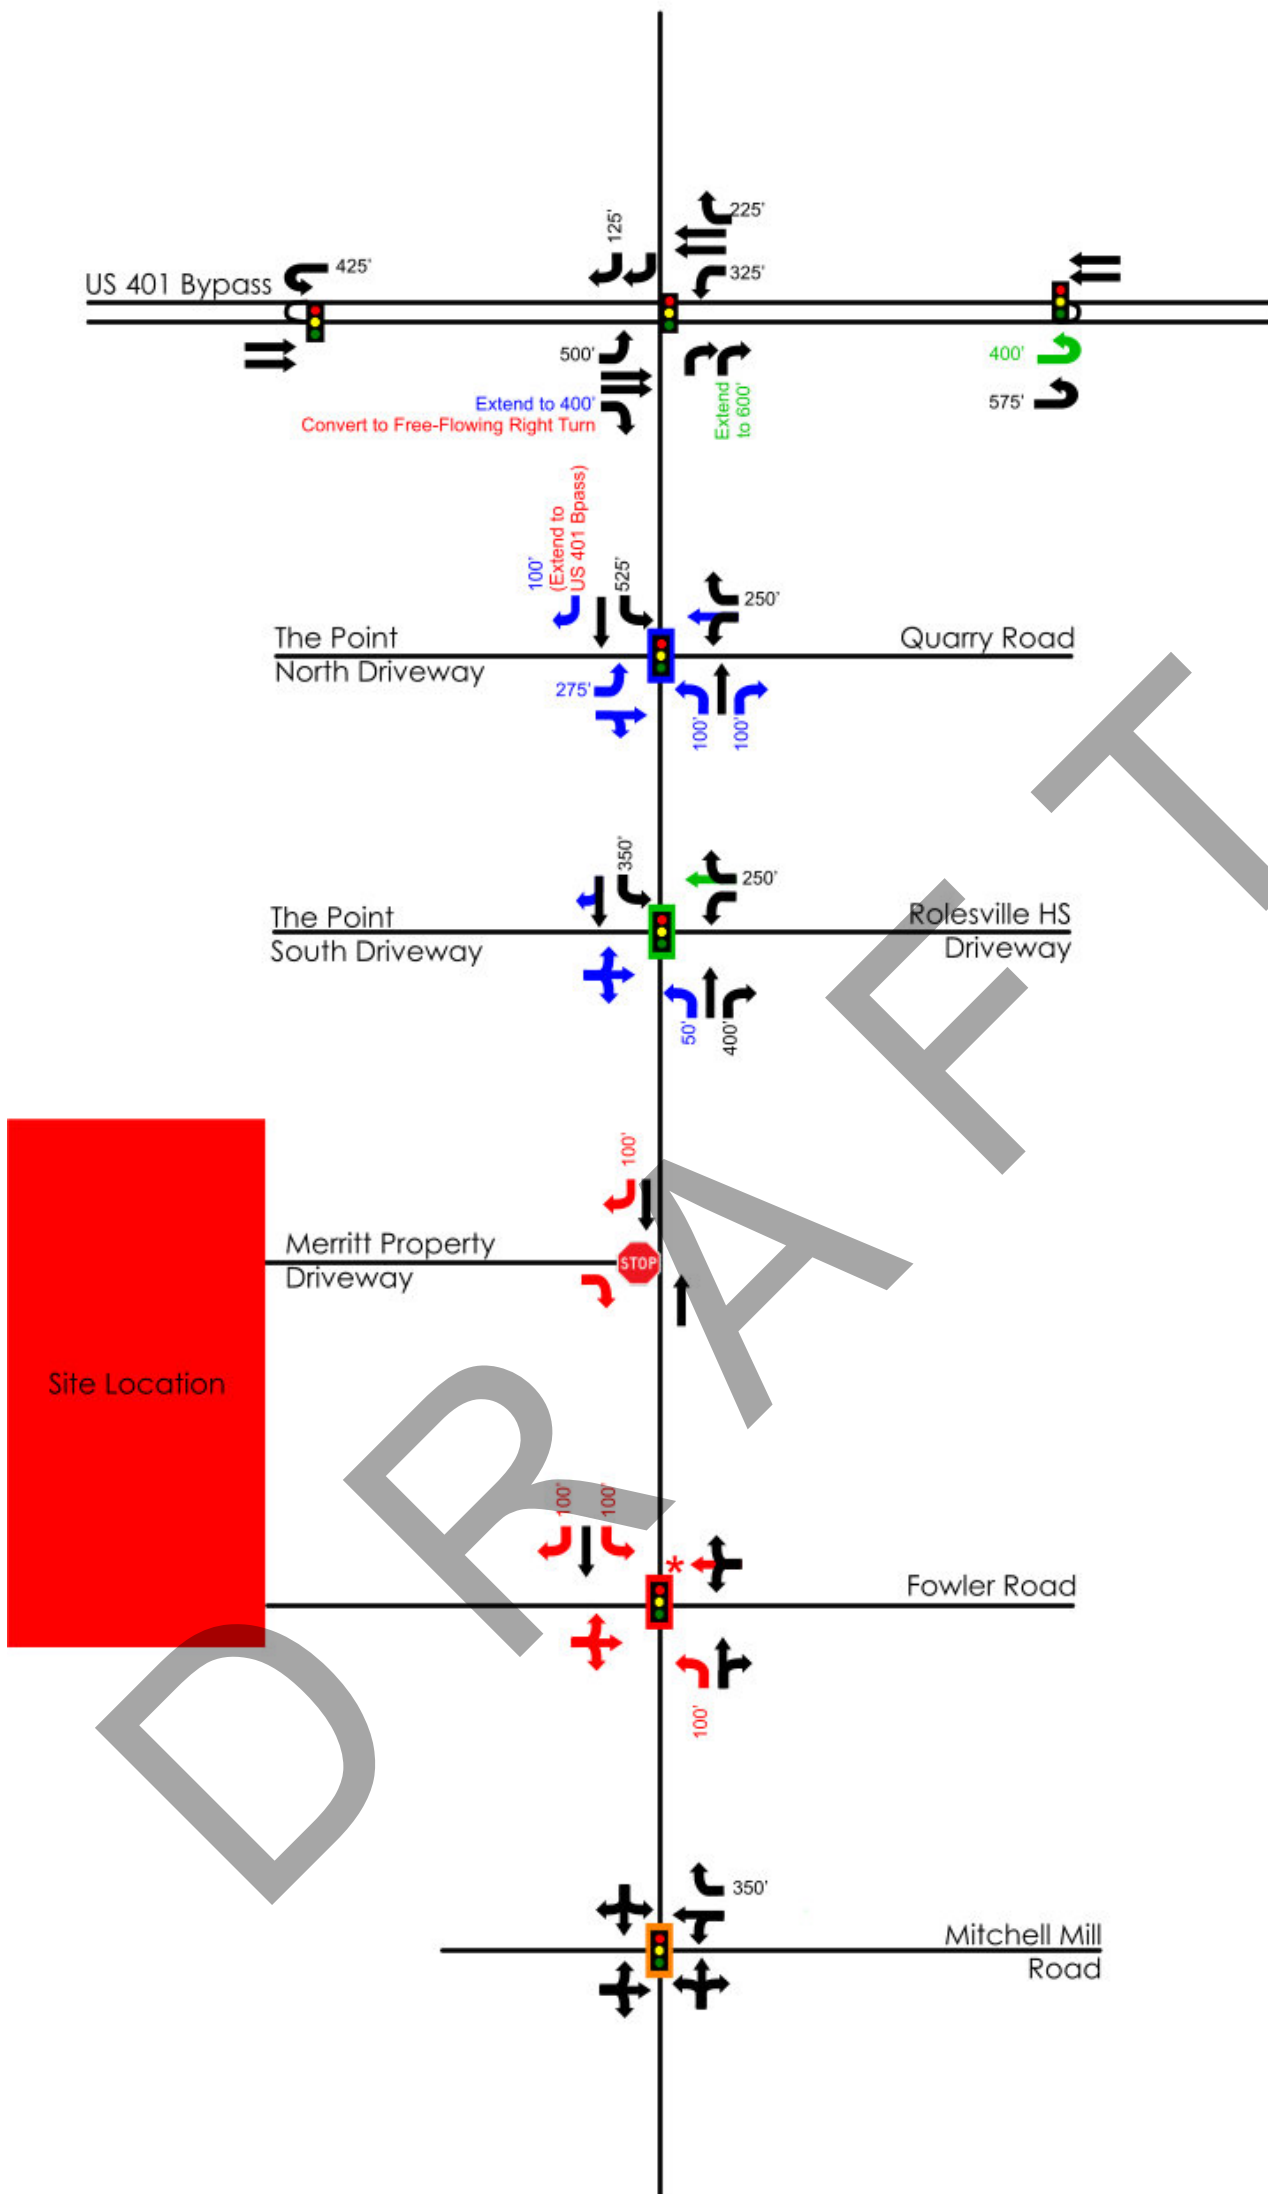 225'
125'
US 401 Bypass
425'
325'
500'
400'
Extend to 400'
Convert to Free-Flowing Right Turn
575'
Extend
to 600'
100'
(Extend to
US 401 Bpass)
525'
250'
The Point
North Driveway
Quarry Road
275'
100'
100'
350'
250'
The Point
South Driveway
Rolesville HS
Driveway
50'
400'
100'
Merritt Property
Driveway
STOP
Site Location
100'
100'
*
Fowler Road
100'
350'
Mitchell Mill
Road
DRAFT